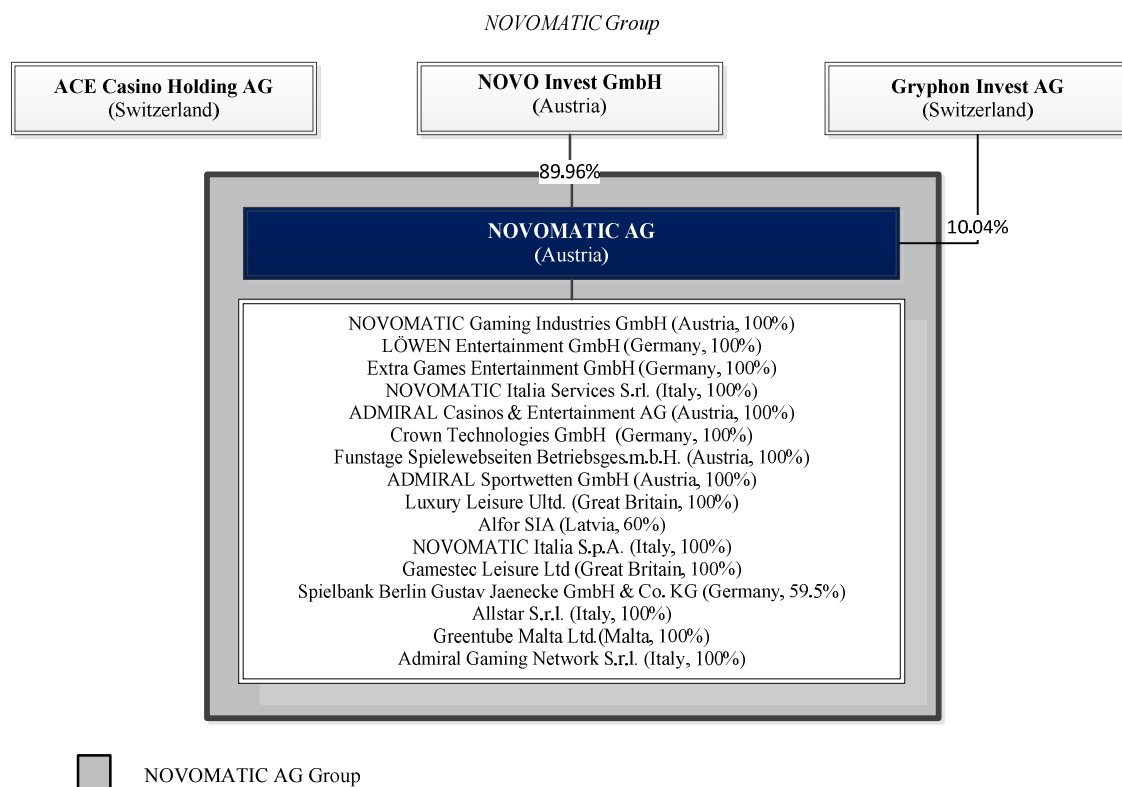 NOVOMATIC Group
ACE Casino Holding AG
(Switzerland)
NOVO Invest GmbH
(Austria)
Gryphon Invest AG
(Switzerland)
89.96%
NOVOMATIC AG
(Austria)
10.04%
NOVOMATIC Gaming Industries GmbH (Austria, 100%)
LÖWEN Entertainment GmbH (Germany, 100%)
Extra Games Entertainment GmbH (Germany, 100%)
NOVOMATIC Italia Services S.rl. (Italy, 100%)
ADMIRAL Casinos & Entertainment AG (Austria, 100%)
Crown Technologies GmbH (Germany, 100%)
Funstage Spielewebseiten Betriebsges.m.b.H. (Austria, 100%)
ADMIRAL Sportwetten GmbH (Austria, 100%)
Luxury Leisure Ultd. (Great Britain, 100%)
Alfor SIA (Latvia, 60%)
NOVOMATIC Italia S.p.A. (Italy, 100%)
Gamestec Leisure Ltd (Great Britain, 100%)
Spielbank Berlin Gustav Jaenecke GmbH & Co. KG (Germany, 59.5%)
Allstar S.r.l. (Italy, 100%)
Greentube Malta Ltd.(Malta, 100%)
Admiral Gaming Network S.r.l. (Italy, 100%)
NOVOMATIC AG Group